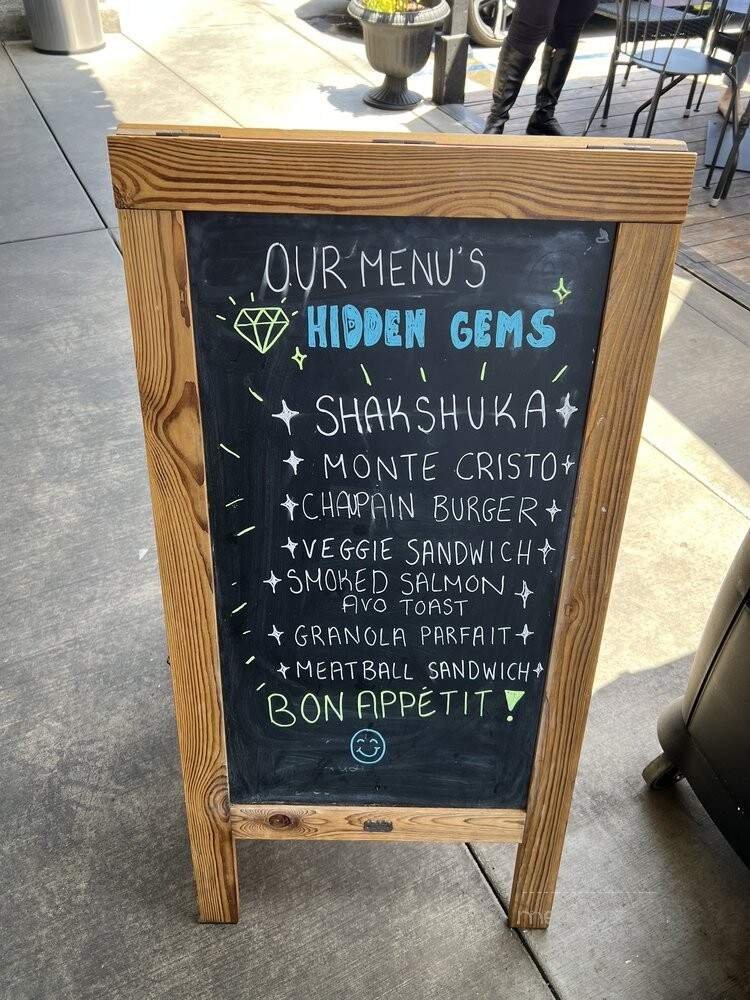 OUR MENU'S
HIDDEN GEMS
SHAKSHUKA
MONTE CRISTO
CHAUPAIN BURGER
VEGGIE SANDWICH
SMOKED SALMON
AVO TOAST
GRANOLA PARFAIT
MEATBALL SANDWICH
BON APPÉTIT!